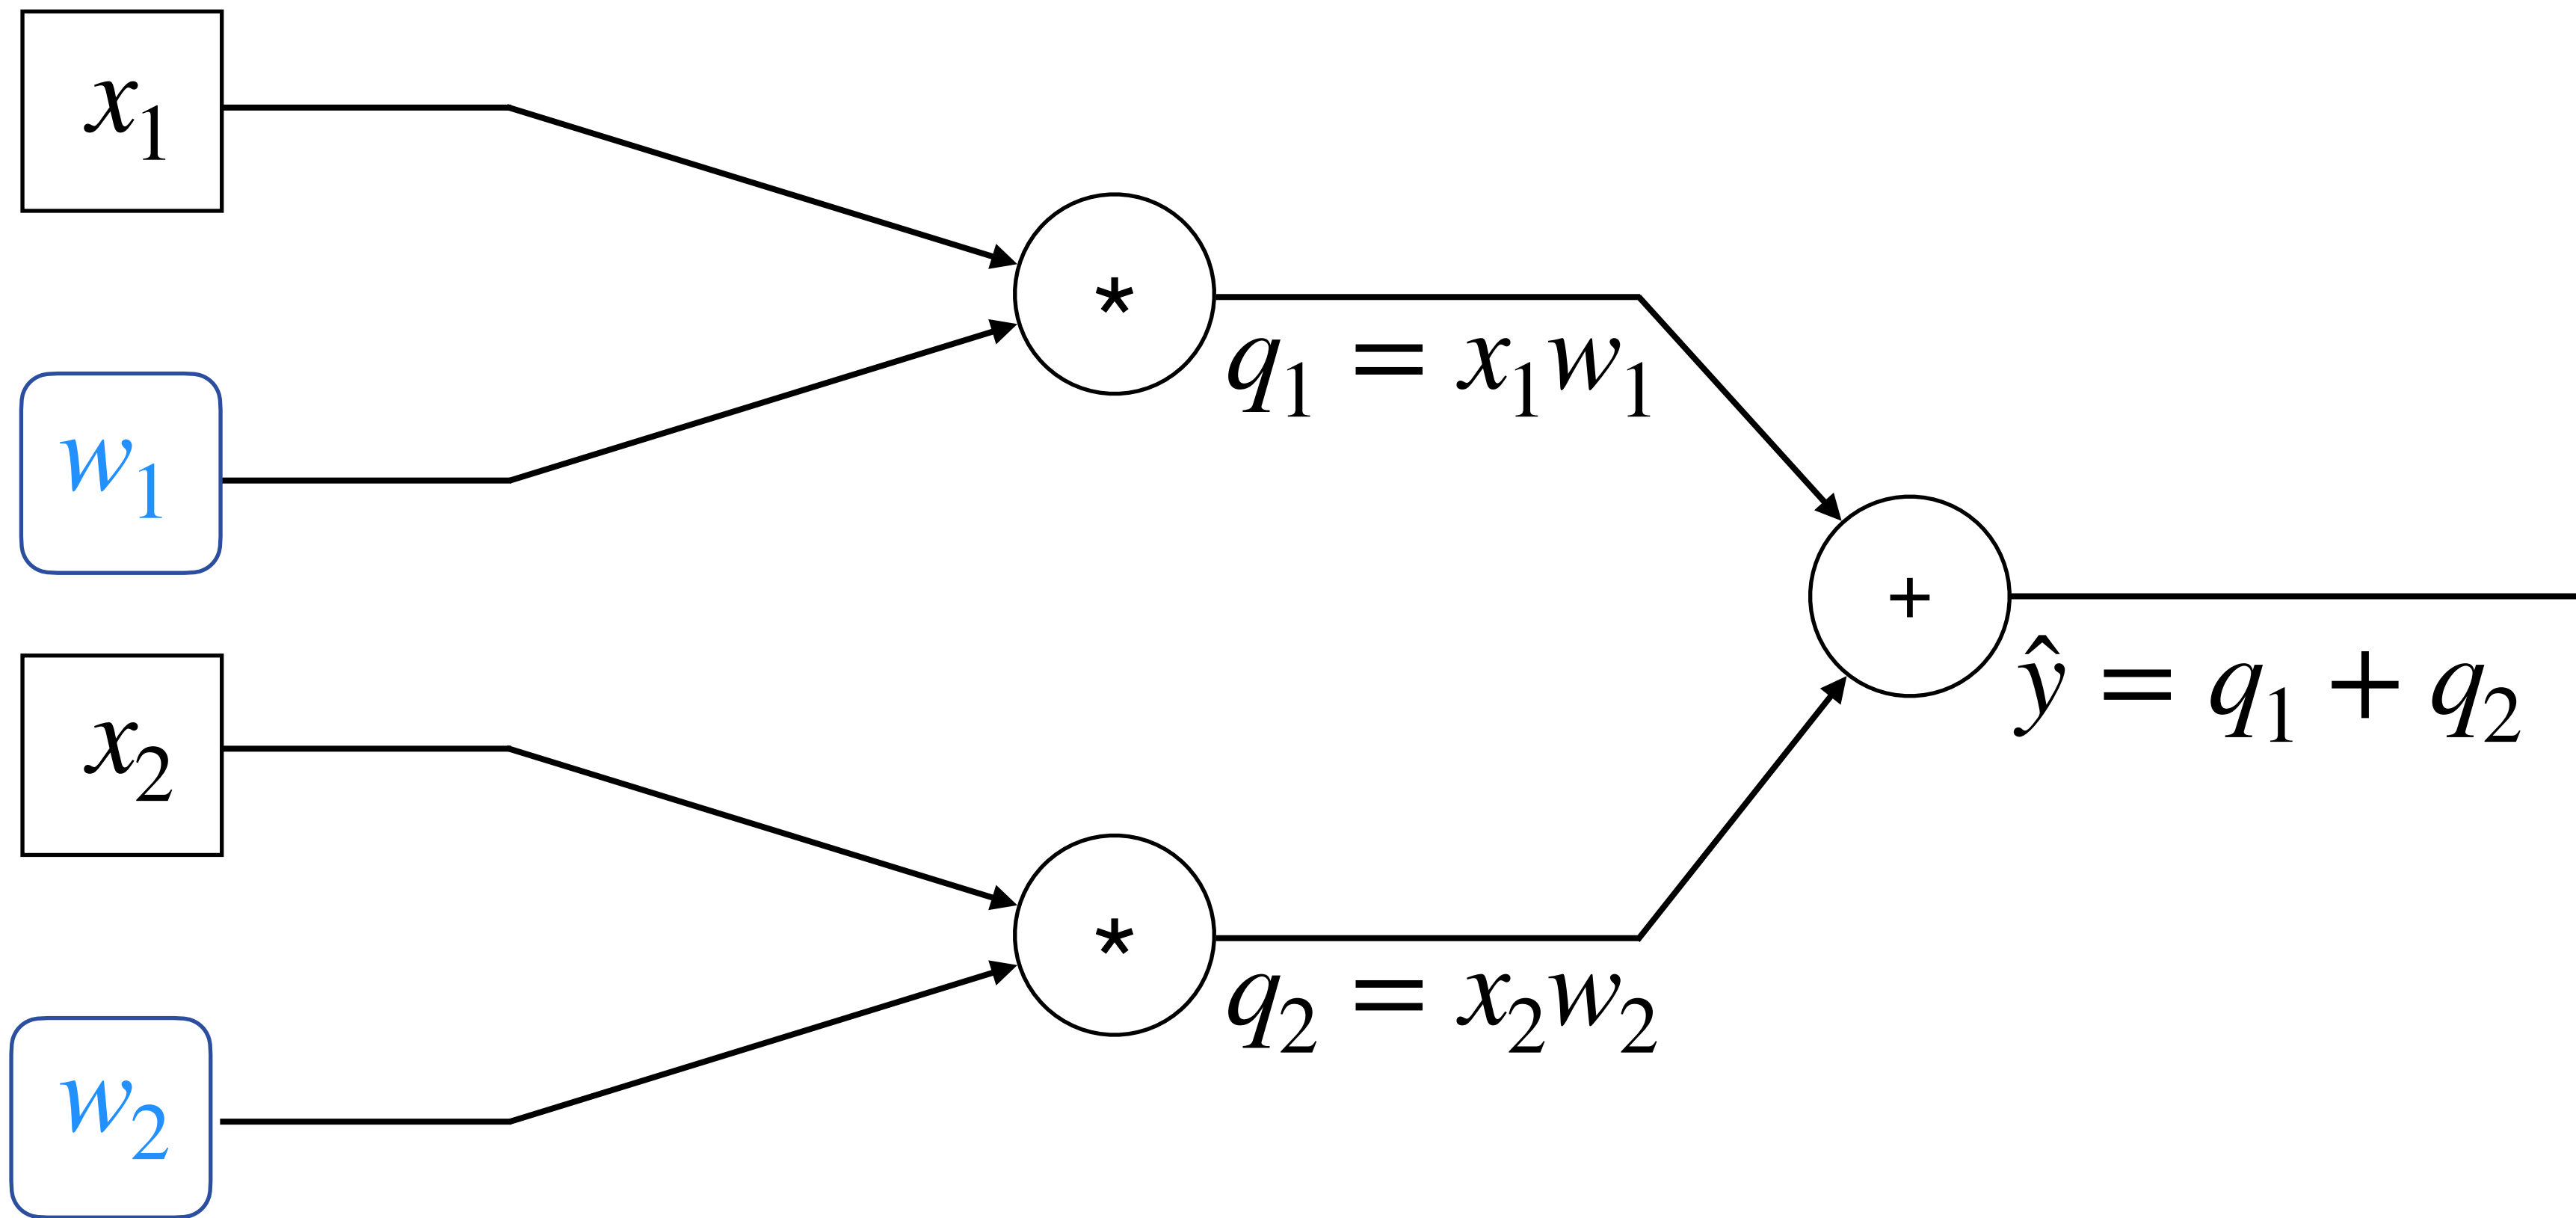 x₁
*
q₁ = x₁w₁
w₁
+
ŷ = q₁ + q₂
x₂
*
q₂ = x₂w₂
w₂